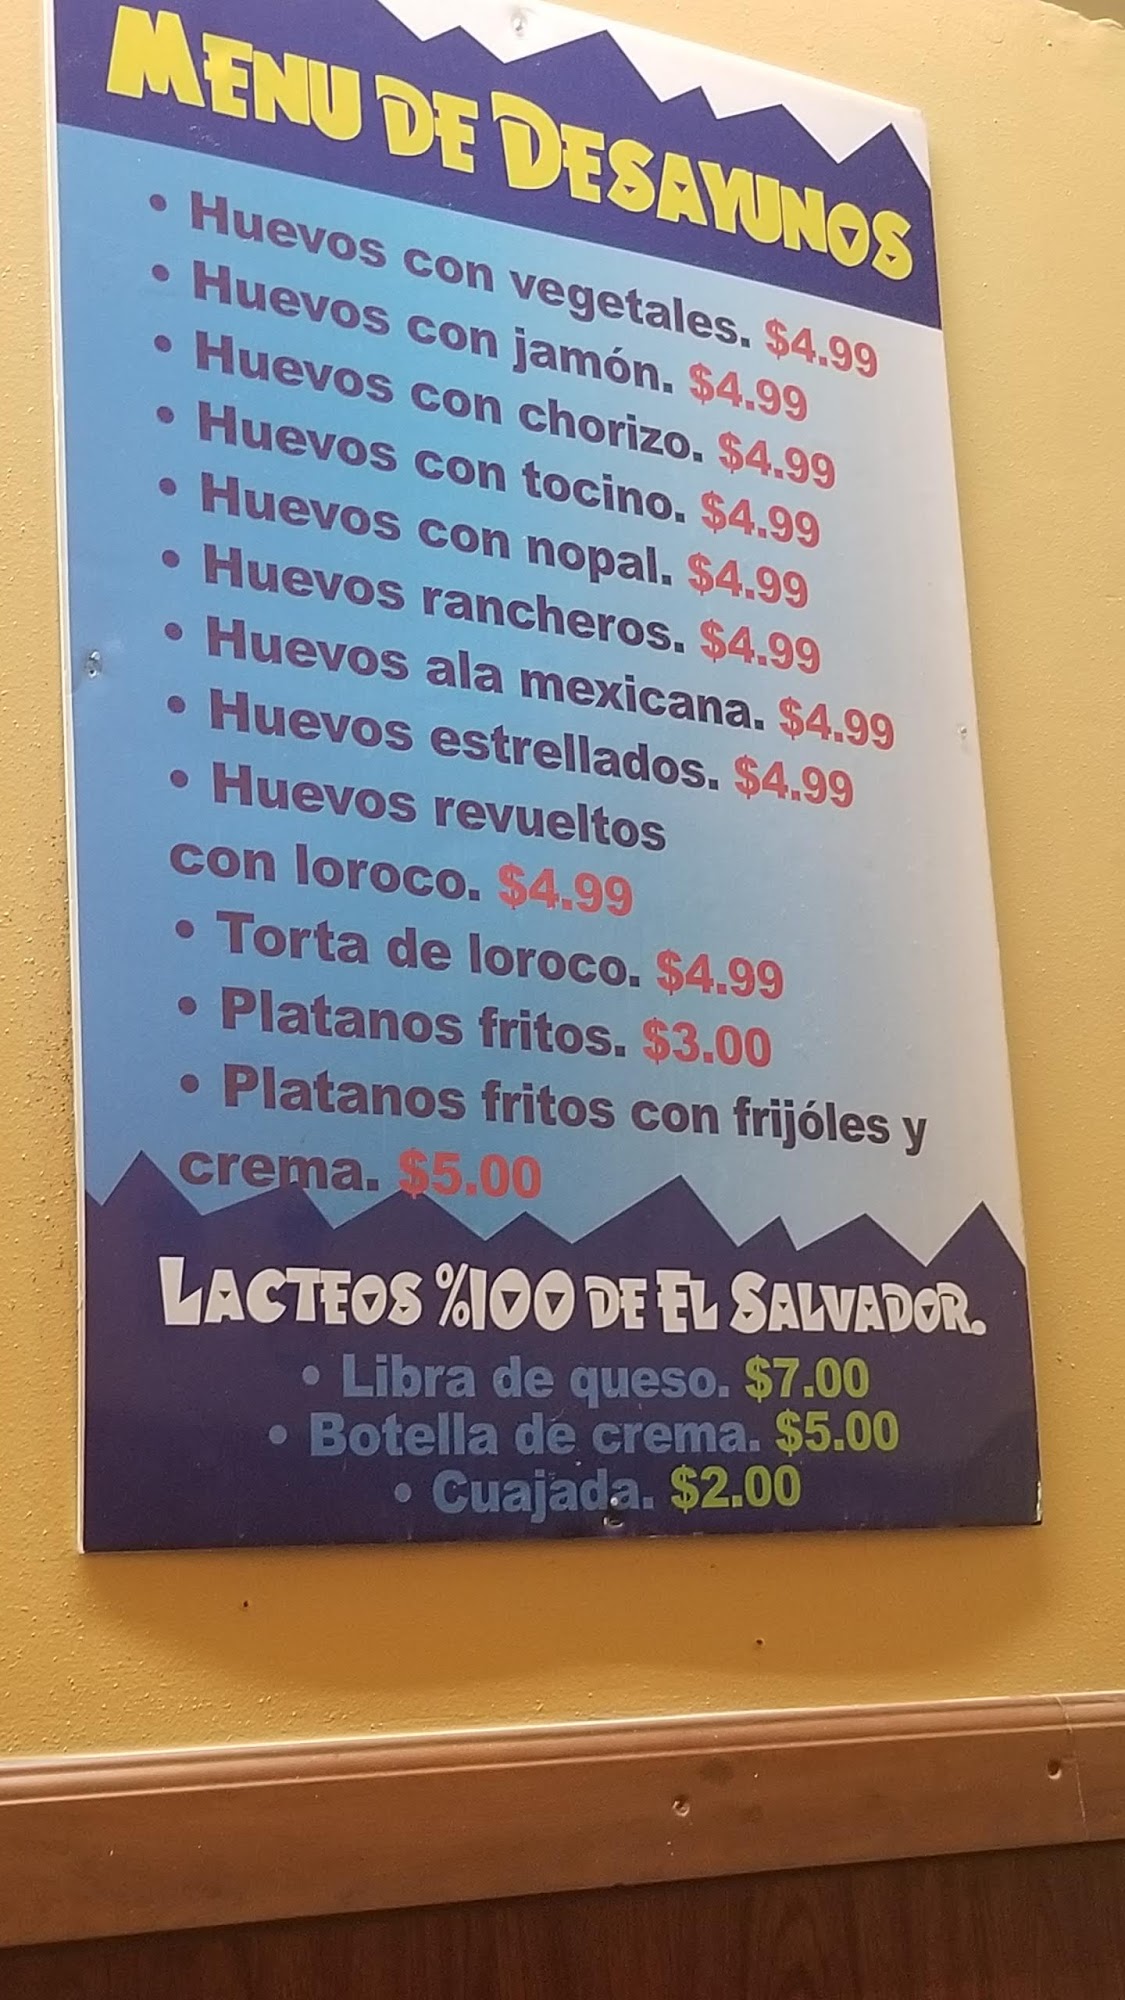 MENU DE DESAYUNOS
• Huevos con vegetales. $4.99
• Huevos con jamón. $4.99
• Huevos con chorizo. $4.99
• Huevos con tocino. $4.99
• Huevos con nopal. $4.99
• Huevos rancheros. $4.99
• Huevos ala mexicana. $4.99
• Huevos estrellados. $4.99
• Huevos revueltos
con loroco. $4.99
• Torta de loroco. $4.99
• Platanos fritos. $3.00
• Platanos fritos con frijóles y
crema. $5.00
LACTEOS %100 DE EL SALVADOR.
• Libra de queso. $7.00
• Botella de crema. $5.00
• Cuajada. $2.00